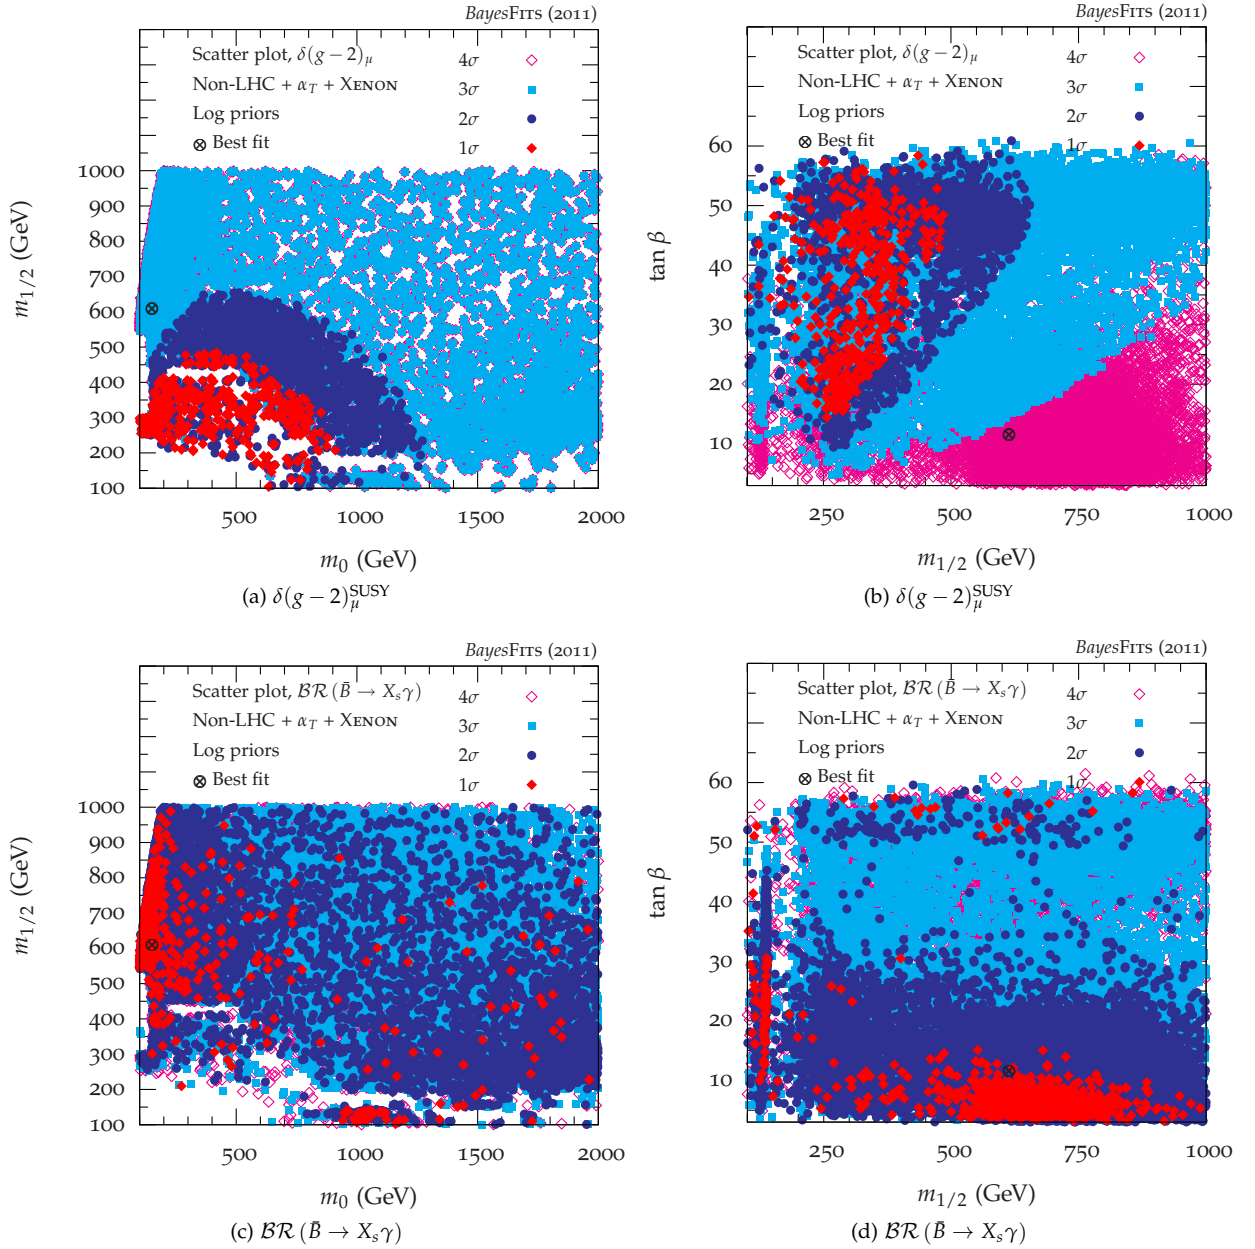 BayesFITS (2011)
Scatter plot, δ(g − 2)μ 4σ
Non-LHC + αT + XENON 3σ
Log priors 2σ
⊗ Best fit 1σ
1000
900
800
700
600
500
400
300
200
100
m1/2 (GeV)
500 1000 1500 2000
m0 (GeV)
(a) δ(g − 2)μSUSY
BayesFITS (2011)
Scatter plot, δ(g − 2)μ 4σ
Non-LHC + αT + XENON 3σ
Log priors 2σ
⊗ Best fit 1σ
60
50
40
30
20
10
tan β
250 500 750 1000
m1/2 (GeV)
(b) δ(g − 2)μSUSY
BayesFITS (2011)
Scatter plot, BR (B̄ → Xsγ) 4σ
Non-LHC + αT + XENON 3σ
Log priors 2σ
⊗ Best fit 1σ
1000
900
800
700
600
500
400
300
200
100
m1/2 (GeV)
500 1000 1500 2000
m0 (GeV)
(c) BR (B̄ → Xsγ)
BayesFITS (2011)
Scatter plot, BR (B̄ → Xsγ) 4σ
Non-LHC + αT + XENON 3σ
Log priors 2σ
⊗ Best fit 1σ
60
50
40
30
20
10
tan β
250 500 750 1000
m1/2 (GeV)
(d) BR (B̄ → Xsγ)